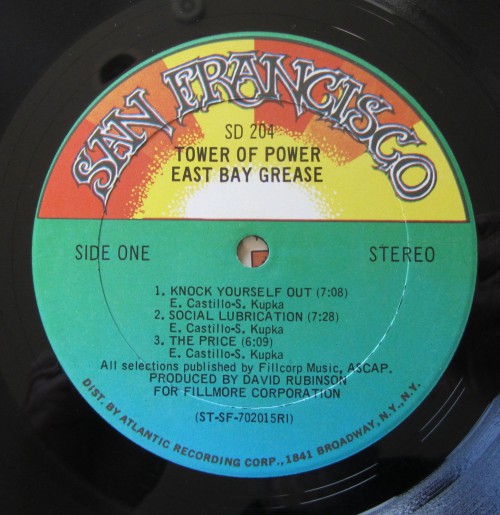 SAN FRANCISCO
SD 204
TOWER OF POWER
EAST BAY GREASE
SIDE ONE
STEREO
1. KNOCK YOURSELF OUT (7:08)
E. Castillo-S. Kupka
2. SOCIAL LUBRICATION (7:28)
E. Castillo-S. Kupka
3. THE PRICE (6:09)
E. Castillo-S. Kupka
All selections published by Fillcorp Music, ASCAP.
PRODUCED BY DAVID RUBINSON
FOR FILLMORE CORPORATION
(ST-SF-702015RI)
DIST. BY ATLANTIC RECORDING CORP., 1841 BROADWAY, N.Y., N.Y.